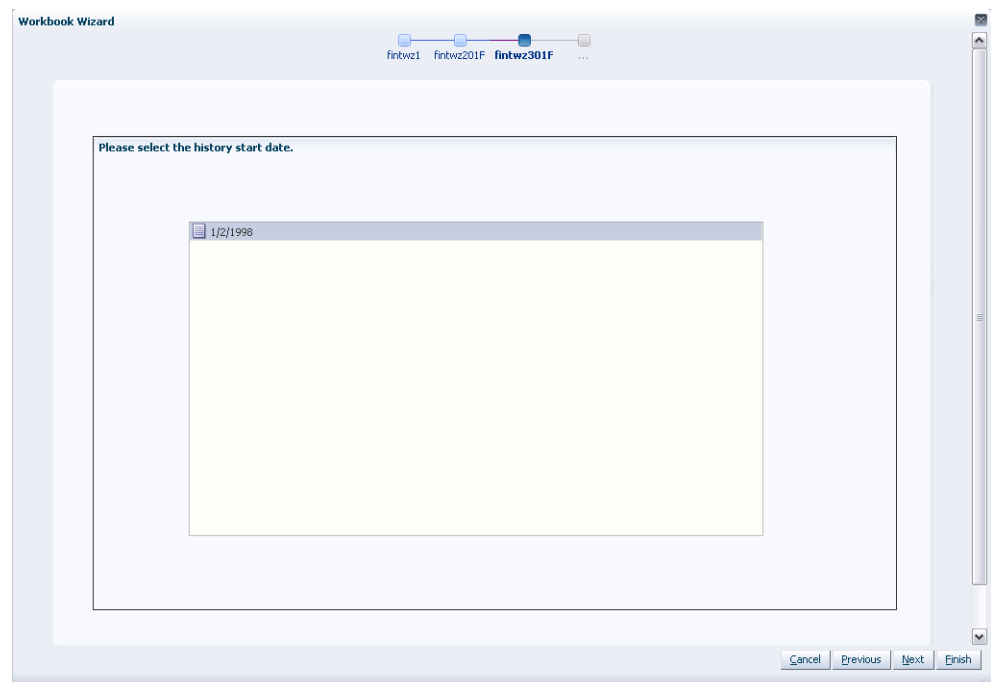 Workbook Wizard
fintwz1 fintwz201F fintwz301F ...
Please select the history start date.
1/2/1998
Cancel Previous Next Finish